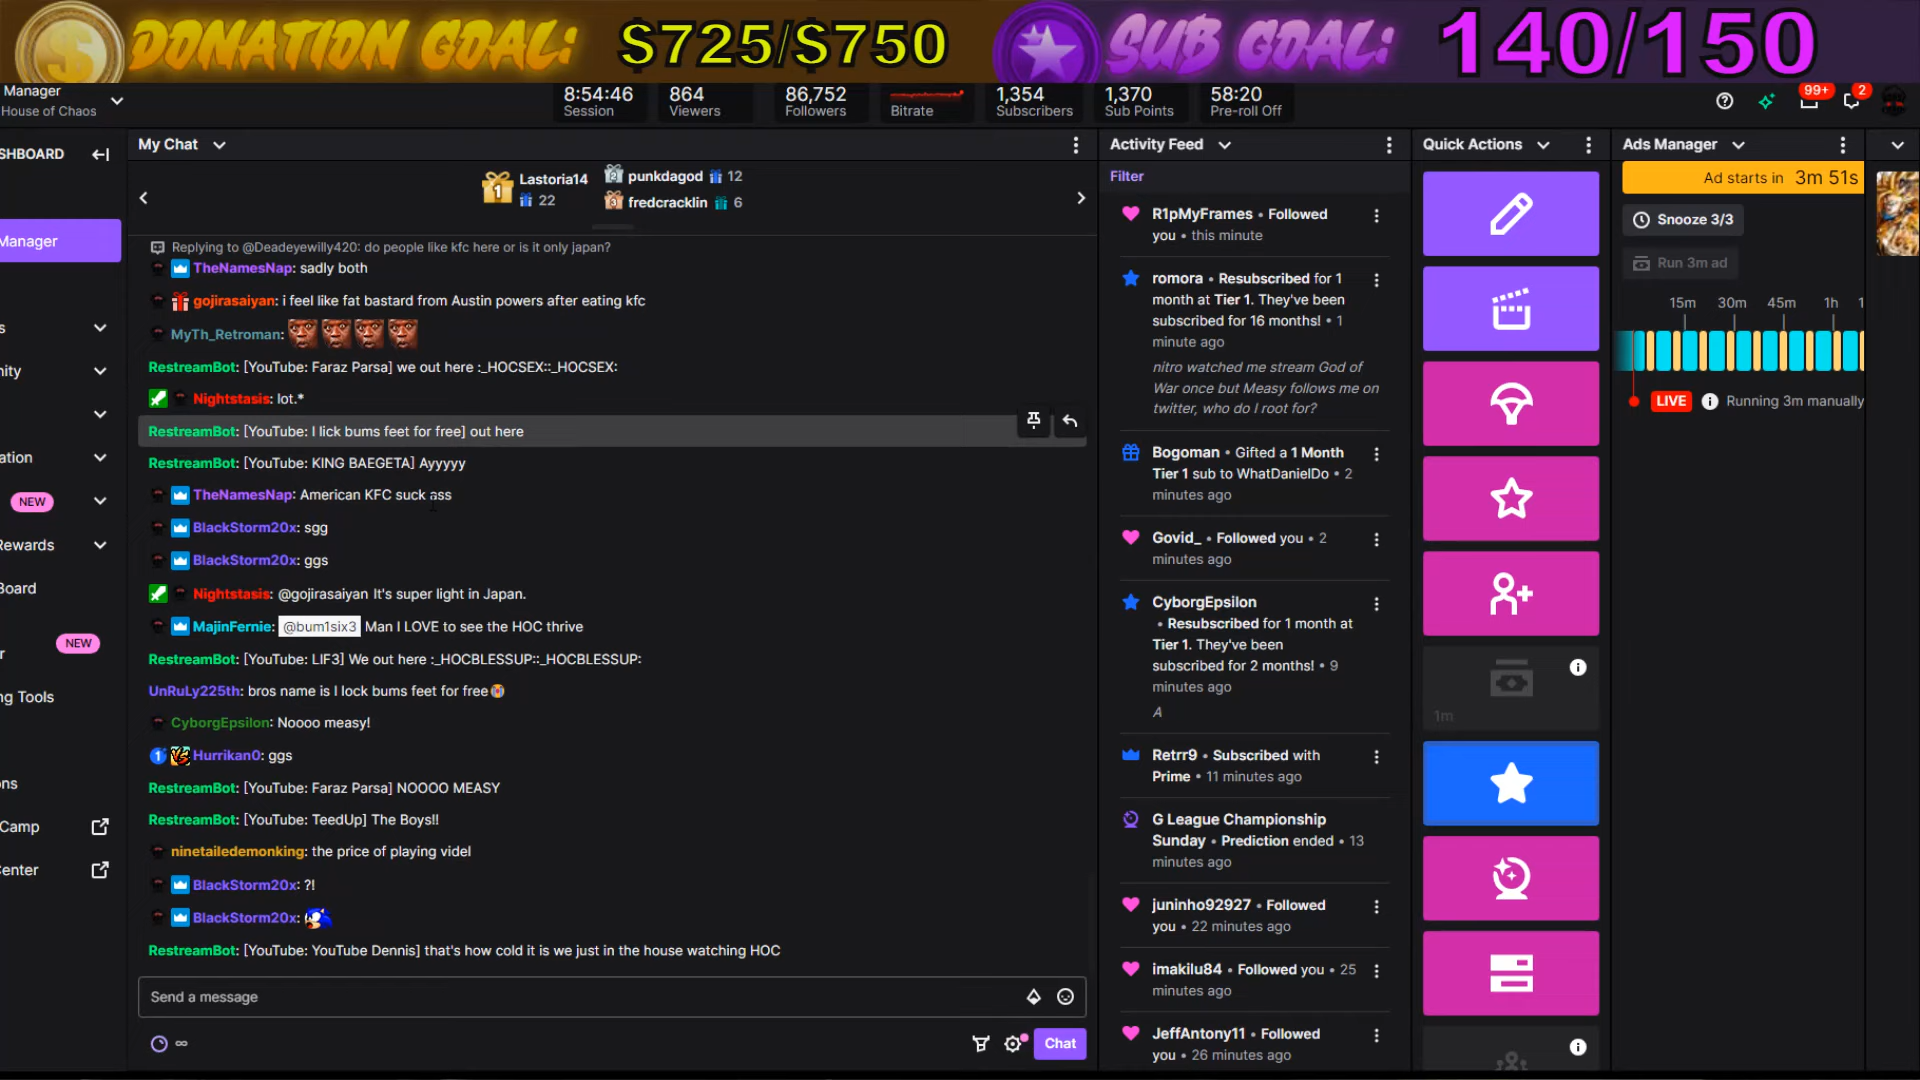 DONATION GOAL: $725/$750 SUB GOAL: 140/150
Manager
House of Chaos
8:54:46
Session
864
Viewers
86,752
Followers
Bitrate
1,354
Subscribers
1,370
Sub Points
58:20
Pre-roll Off
99+
2
SHBOARD
Manager
s
nity
ation
NEW
Rewards
Board
NEW
r
ng Tools
ons
Camp
Center
My Chat
1
Lastoria14
22
2
punkdagod 12
3
fredcracklin 6
Replying to @Deadeyewilly420: do people like kfc here or is it only japan?
TheNamesNap: sadly both
gojirasaiyan: i feel like fat bastard from Austin powers after eating kfc
MyTh_Retroman:
RestreamBot: [YouTube: Faraz Parsa] we out here :_HOCSEX::_HOCSEX:
Nightstasis: lot.*
RestreamBot: [YouTube: I lick bums feet for free] out here
RestreamBot: [YouTube: KING BAEGETA] Ayyyyy
TheNamesNap: American KFC suck ass
BlackStorm20x: sgg
BlackStorm20x: ggs
Nightstasis: @gojirasaiyan It's super light in Japan.
MajinFernie: @bum1six3 Man I LOVE to see the HOC thrive
RestreamBot: [YouTube: LIF3] We out here :_HOCBLESSUP::_HOCBLESSUP:
UnRuLy225th: bros name is I lock bums feet for free
CyborgEpsilon: Noooo measy!
1 Hurrikan0: ggs
RestreamBot: [YouTube: Faraz Parsa] NOOOO MEASY
RestreamBot: [YouTube: TeedUp] The Boys!!
ninetailedemonking: the price of playing videl
BlackStorm20x: ?!
BlackStorm20x:
RestreamBot: [YouTube: YouTube Dennis] that's how cold it is we just in the house watching HOC
Send a message
∞
Chat
Activity Feed
Filter
R1pMyFrames • Followed
you • this minute
romora • Resubscribed for 1
month at Tier 1. They've been
subscribed for 16 months! • 1
minute ago
nitro watched me stream God of
War once but Measy follows me on
twitter, who do I root for?
Bogoman • Gifted a 1 Month
Tier 1 sub to WhatDanielDo • 2
minutes ago
Govid_ • Followed you • 2
minutes ago
CyborgEpsilon
• Resubscribed for 1 month at
Tier 1. They've been
subscribed for 2 months! • 9
minutes ago
A
Retrr9 • Subscribed with
Prime • 11 minutes ago
G League Championship
Sunday • Prediction ended • 13
minutes ago
juninho92927 • Followed
you • 22 minutes ago
imakilu84 • Followed you • 25
minutes ago
JeffAntony11 • Followed
you • 26 minutes ago
Quick Actions
1m
Ads Manager
Ad starts in 3m 51s
Snooze 3/3
Run 3m ad
15m 30m 45m 1h 1
LIVE Running 3m manually